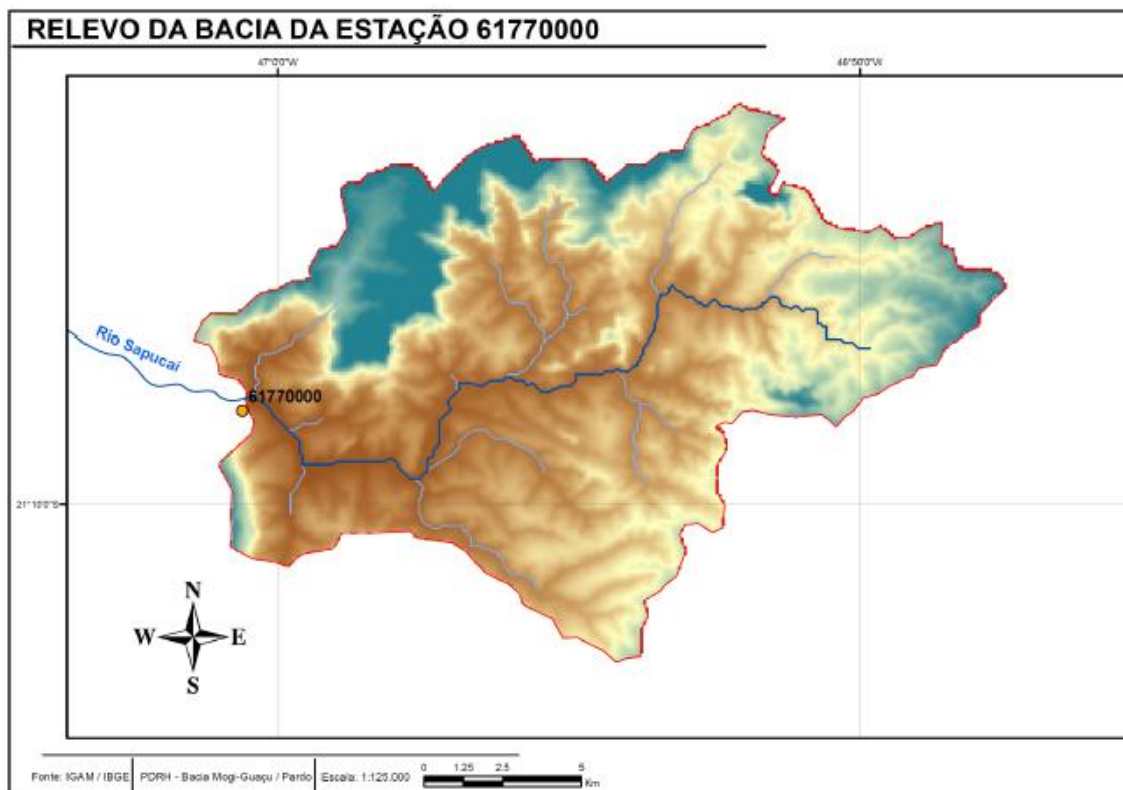 RELEVO DA BACIA DA ESTAÇÃO 61770000
47°0'0"W
46°50'0"W
Rio Sapucaí
61770000
21°10'0"S
N
W E
S
Fonte: IGAM / IBGE PDRH - Bacia Mogi-Guaçu / Pardo Escala: 1:125.000 0 1.25 2.5 5
Km